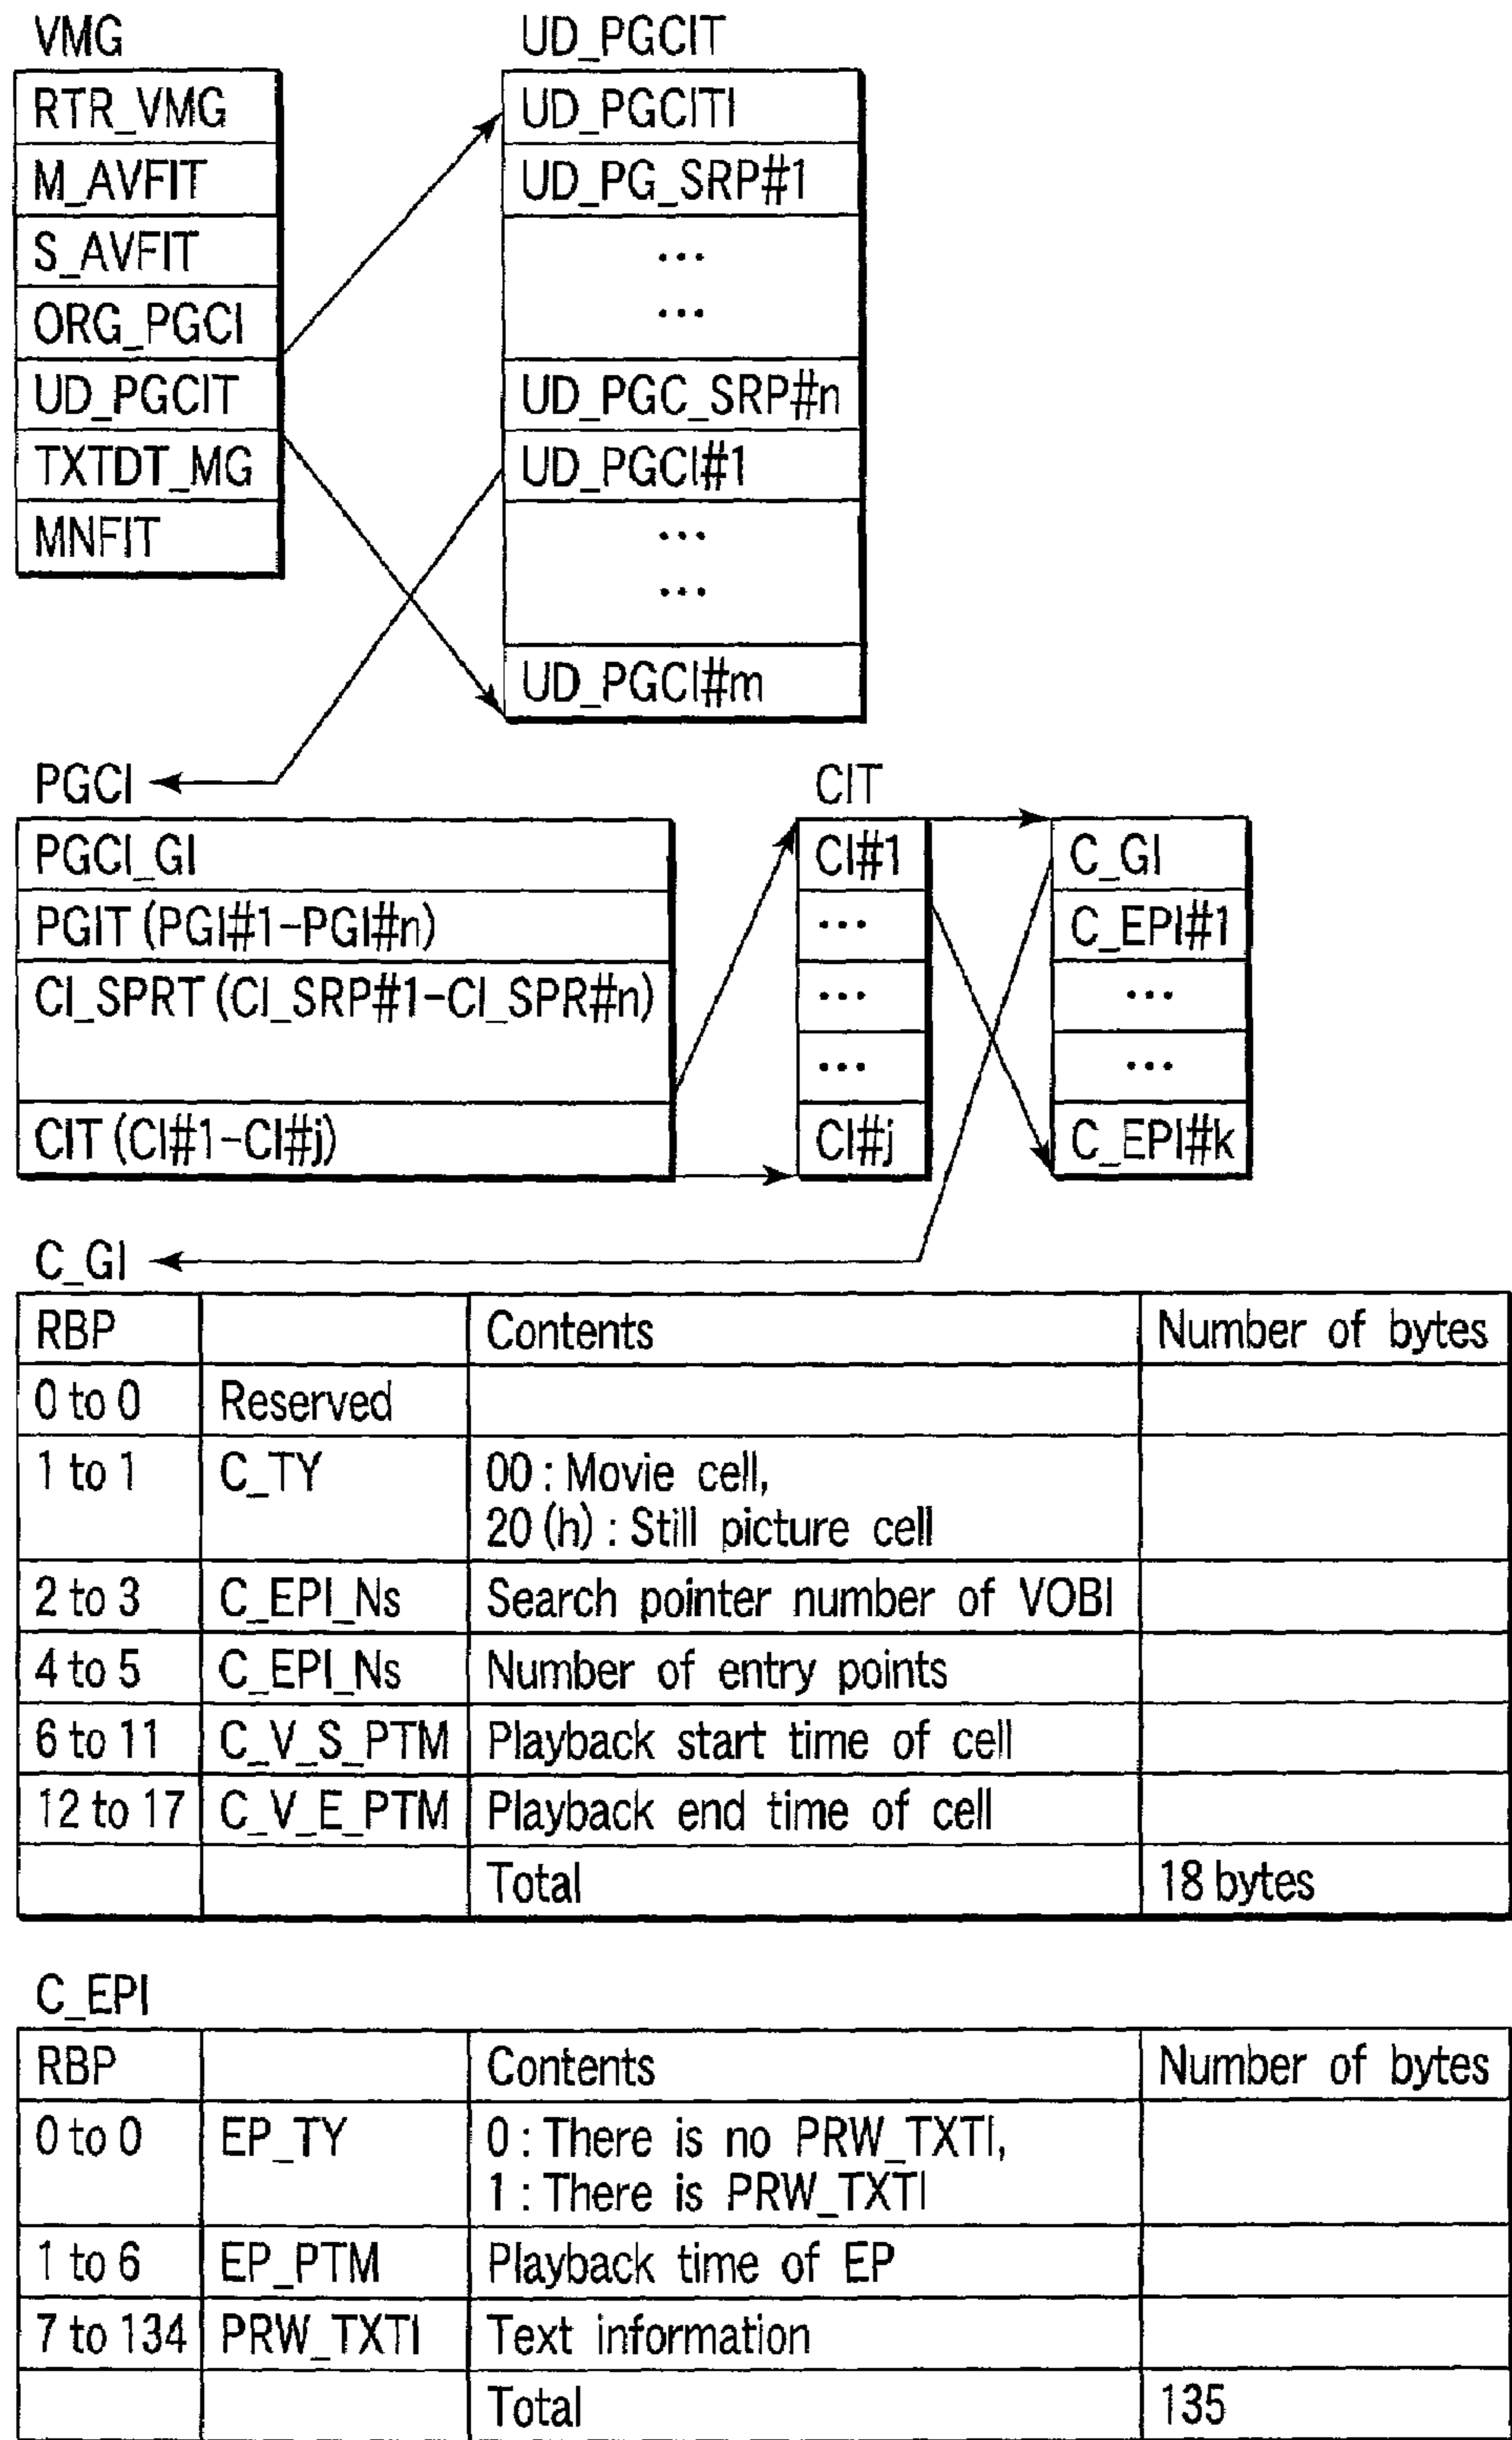 VMG
RTR_VMG
M_AVFIT
S_AVFIT
ORG_PGCI
UD_PGCIT
TXTDT_MG
MNFIT
UD_PGCIT
UD_PGCITI
UD_PG_SRP#1
...
...
UD_PGC_SRP#n
UD_PGCI#1
...
...
UD_PGCI#m
PGCI
PGCI_GI
PGIT (PGI#1-PGI#n)
CI_SPRT (CI_SRP#1-CI_SPR#n)
CIT (CI#1-CI#j)
CIT
CI#1
...
...
...
CI#j
C_GI
C_EPI#1
...
...
C_EPI#k
C_GI
RBP Contents Number of bytes
0 to 0 Reserved
1 to 1 C_TY 00 : Movie cell,
20 (h) : Still picture cell
2 to 3 C_EPI_Ns Search pointer number of VOBI
4 to 5 C_EPI_Ns Number of entry points
6 to 11 C_V_S_PTM Playback start time of cell
12 to 17 C_V_E_PTM Playback end time of cell
Total 18 bytes
C_EPI
RBP Contents Number of bytes
0 to 0 EP_TY 0 : There is no PRW_TXTI,
1 : There is PRW_TXTI
1 to 6 EP_PTM Playback time of EP
7 to 134 PRW_TXTI Text information
Total 135